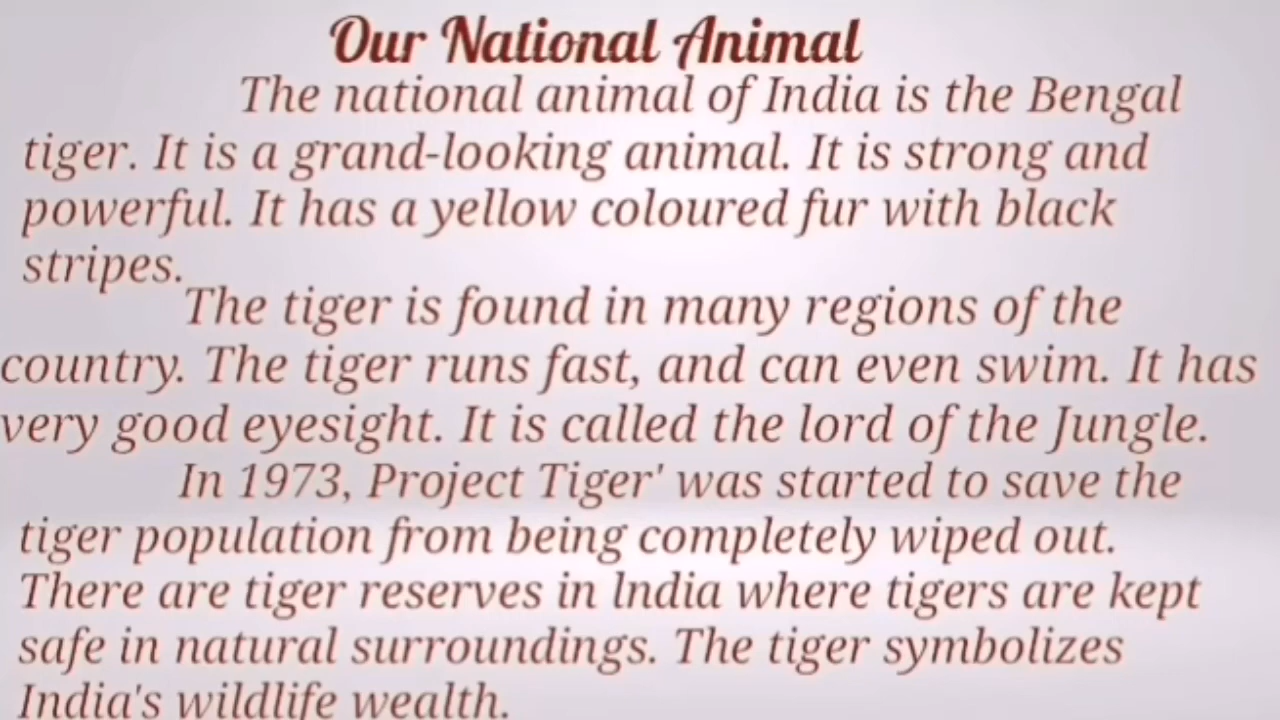 Our National Animal
The national animal of India is the Bengal
tiger. It is a grand-looking animal. It is strong and
powerful. It has a yellow coloured fur with black
stripes.
The tiger is found in many regions of the
country. The tiger runs fast, and can even swim. It has
very good eyesight. It is called the lord of the Jungle.
In 1973, Project Tiger' was started to save the
tiger population from being completely wiped out.
There are tiger reserves in lndia where tigers are kept
safe in natural surroundings. The tiger symbolizes
India's wildlife wealth.